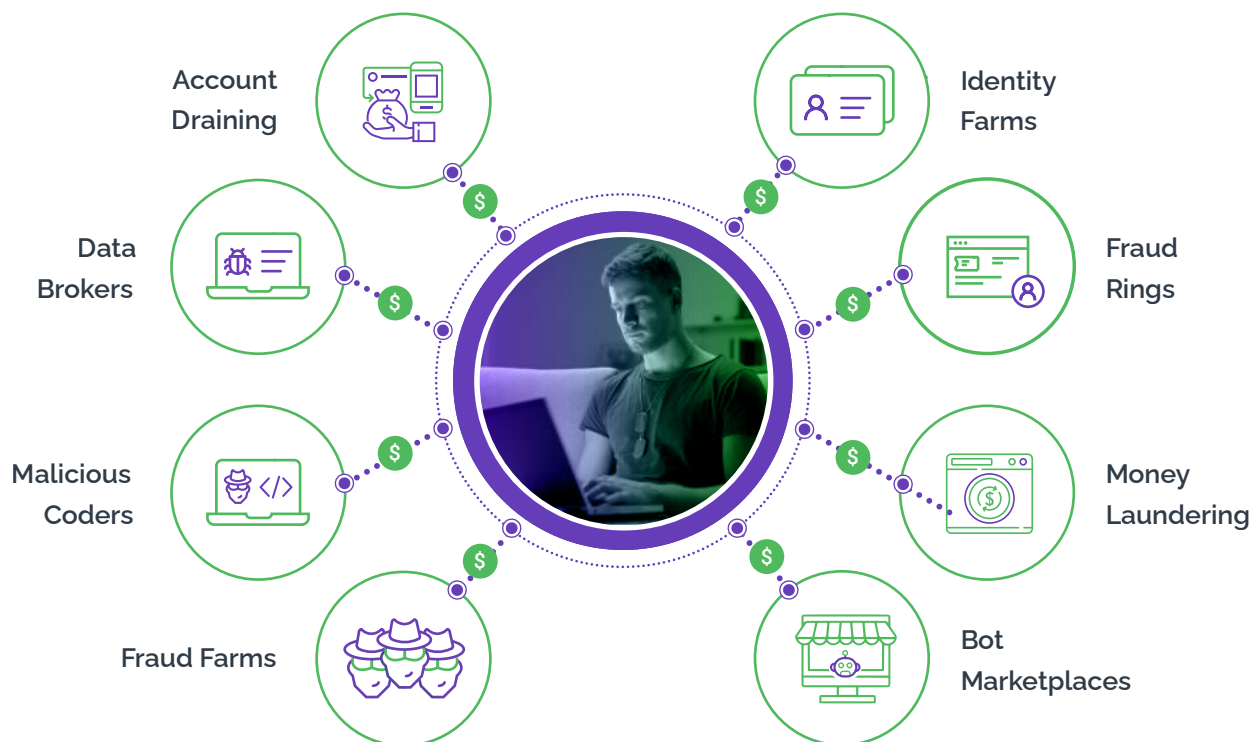 Account
Draining
Identity
Farms
Data
Brokers
$
$
Fraud
Rings
$
$
Malicious
Coders
$
$
Money
Laundering
Fraud Farms
$
$
Bot
Marketplaces
$
$
</>